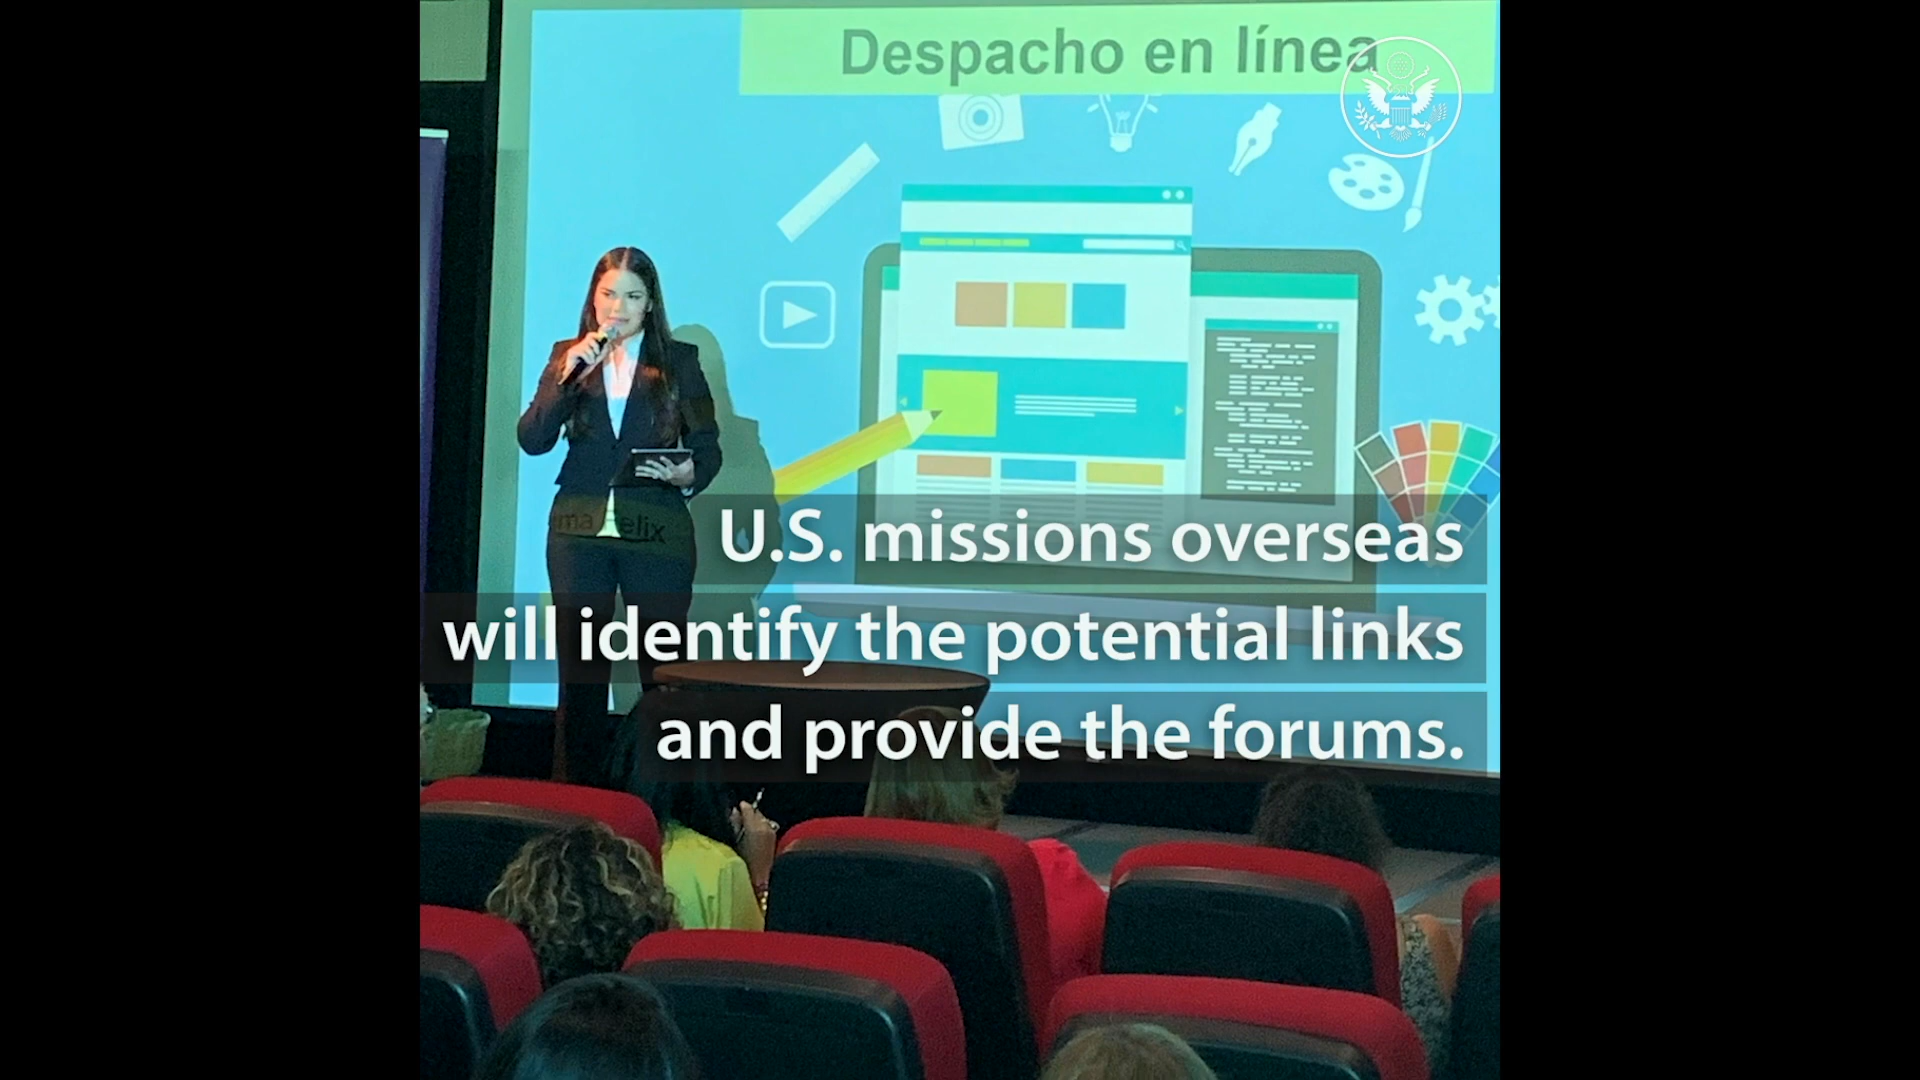 Despacho en línea
U.S. missions overseas
will identify the potential links
and provide the forums.